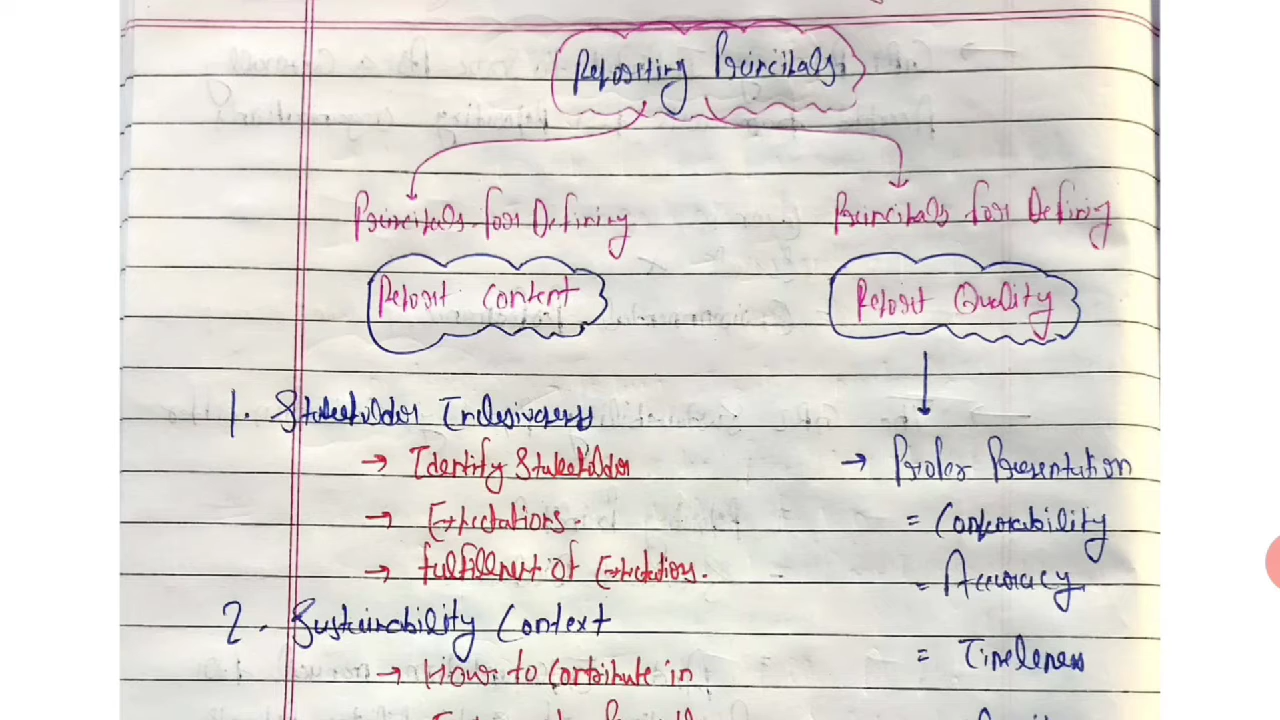 Reporting Principals.
Principals for Defining
Report Content
1. Stakeholder Inclusiveness
→ Identify Stakeholder
→ Expectations.
→ fulfillment of Expectations.
2. Sustainability Context
→ How to Contribute in
Principals for Defining
Report Quality
→ Proper Presentation
= Comparability
= Accuracy
= Timeleness